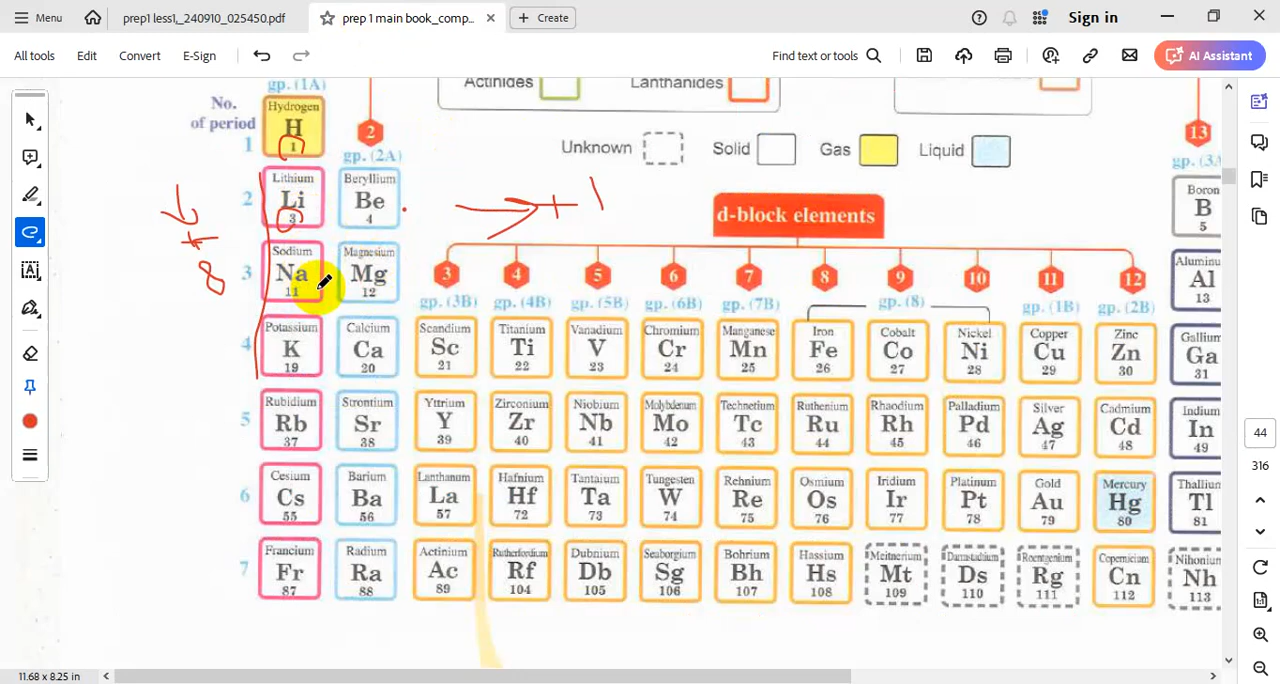 Menu
prep1 less1,_240910_025450.pdf
prep 1 main book_comp...
Create
Sign in
All tools
Edit
Convert
E-Sign
Find text or tools
AI Assistant
gp. (1A)
Actinides
Lanthanides
No. of period
Unknown
Solid
Gas
Liquid
d-block elements
2
gp. (2A)
13
gp. (3A
3 4 5 6 7 8 9 10 11 12
gp. (3B) gp. (4B) gp. (5B) gp. (6B) gp. (7B) gp. (8) gp. (1B) gp. (2B)
1
Hydrogen
H
1
2
Lithium Beryllium Boron
Li Be B
3 4 5
+ 1
+
8
3
Sodium Magnesium Aluminu
Na Mg Al
11 12 13
4
Potassium Calcium Scandium Titanium Vanadium Chromium Manganese Iron Cobalt Nickel Copper Zinc Gallium
K Ca Sc Ti V Cr Mn Fe Co Ni Cu Zn Ga
19 20 21 22 23 24 25 26 27 28 29 30 31
5
Rubidium Strontium Yttrium Zirconium Niobium Molybdenum Technetium Ruthenium Rhaodium Palladium Silver Cadmium Indium
Rb Sr Y Zr Nb Mo Tc Ru Rh Pd Ag Cd In
37 38 39 40 41 42 43 44 45 46 47 48 49
6
Cesium Barium Lanthanum Hafnium Tantaium Tungesten Rehnium Osmium Iridium Platinum Gold Mercury Thallium
Cs Ba La Hf Ta W Re Os Ir Pt Au Hg Tl
55 56 57 72 73 74 75 76 77 78 79 80 81
7
Francium Radium Actinium Rutherfordium Dubnium Seaborgium Bohrium Hassium Meitnerium Darmstadtium Roentgenium Copernicium Nihonium
Fr Ra Ac Rf Db Sg Bh Hs Mt Ds Rg Cn Nh
87 88 89 104 105 106 107 108 109 110 111 112 113
44
316
11.68 x 8.25 in